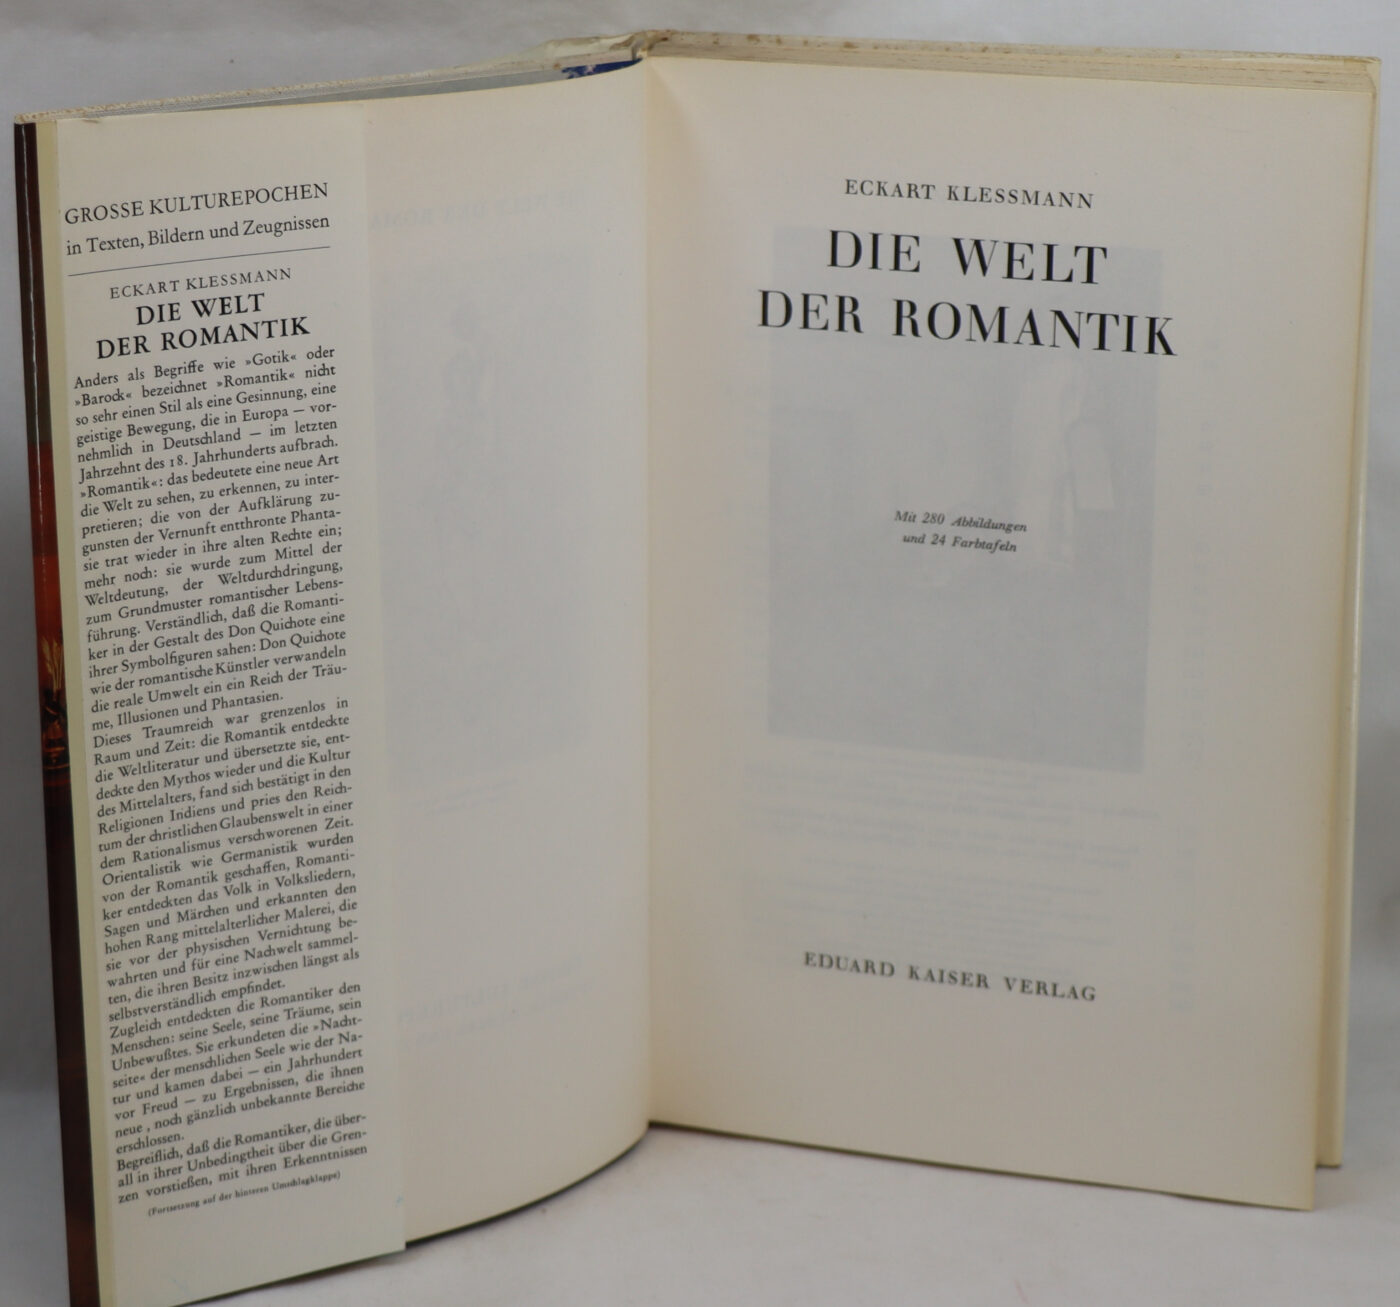 GROSSE KULTUREPOCHEN
in Texten, Bildern und Zeugnissen
ECKART KLESSMANN
DIE WELT
DER ROMANTIK
Anders als Begriffe wie »Gotik« oder
»Barock« bezeichnet »Romantik« nicht
so sehr einen Stil als eine Gesinnung, eine
geistige Bewegung, die in Europa — vor-
nehmlich in Deutschland — im letzten
Jahrzehnt des 18. Jahrhunderts aufbrach.
»Romantik«: das bedeutete eine neue Art
die Welt zu sehen, zu erkennen, zu inter-
pretieren; die von der Aufklärung zu-
gunsten der Vernunft entthronte Phanta-
sie trat wieder in ihre alten Rechte ein;
mehr noch: sie wurde zum Mittel der
Weltdeutung, der Weltdurchdringung,
zum Grundmuster romantischer Lebens-
führung. Verständlich, daß die Romanti-
ker in der Gestalt des Don Quichote eine
ihrer Symbolfiguren sahen: Don Quichote
wie der romantische Künstler verwandeln
die reale Umwelt ein ein Reich der Träu-
me, Illusionen und Phantasien.
Dieses Traumreich war grenzenlos in
Raum und Zeit: die Romantik entdeckte
die Weltliteratur und übersetzte sie, ent-
deckte den Mythos wieder und die Kultur
des Mittelalters, fand sich bestätigt in den
Religionen Indiens und pries den Reich-
tum der christlichen Glaubenswelt in einer
dem Rationalismus verschworenen Zeit.
Orientalistik wie Germanistik wurden
von der Romantik geschaffen, Romanti-
ker entdeckten das Volk in Volksliedern,
Sagen und Märchen und erkannten den
hohen Rang mittelalterlicher Malerei, die
sie vor der physischen Vernichtung be-
wahrten und für eine Nachwelt sammel-
ten, die ihren Besitz inzwischen längst als
selbstverständlich empfindet.
Zugleich entdeckten die Romantiker den
Menschen: seine Seele, seine Träume, sein
Unbewußtes. Sie erkundeten die »Nacht-
seite« der menschlichen Seele wie der Na-
tur und kamen dabei — ein Jahrhundert
vor Freud — zu Ergebnissen, die ihnen
neue , noch gänzlich unbekannte Bereiche
erschlossen.
Begreiflich, daß die Romantiker, die über-
all in ihrer Unbedingtheit über die Gren-
zen vorstießen, mit ihren Erkenntnissen
(Fortsetzung auf der hinteren Umschlagklappe)
ECKART KLESSMANN
DIE WELT
DER ROMANTIK
Mit 280 Abbildungen
und 24 Farbtafeln
EDUARD KAISER VERLAG